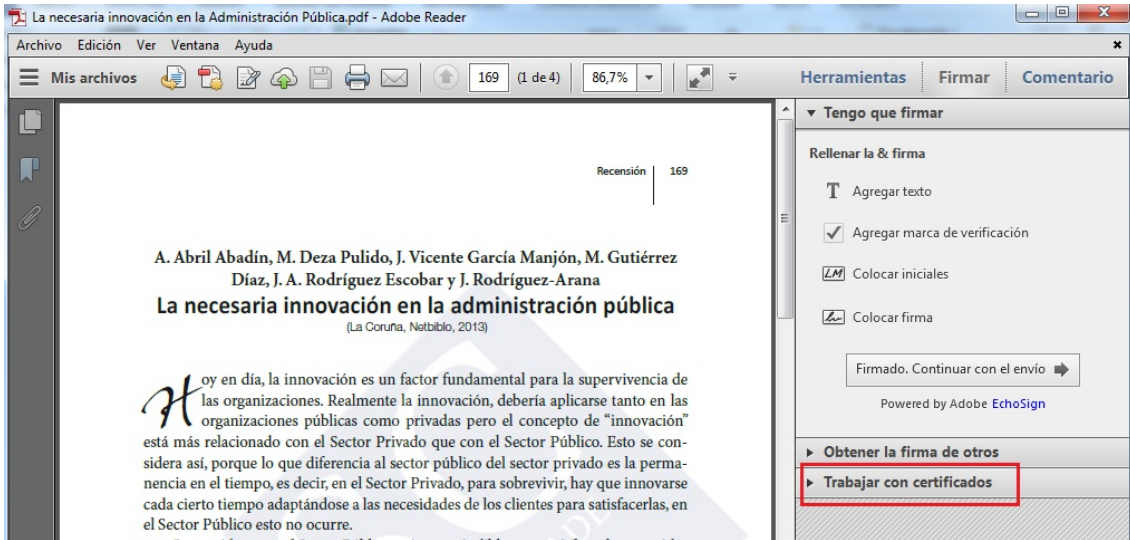 La necesaria innovación en la Administración Pública.pdf - Adobe Reader
Archivo Edición Ver Ventana Ayuda
Mis archivos 169 (1 de 4) 86,7% Herramientas Firmar Comentario
Tengo que firmar
Rellenar la & firma
T Agregar texto
Agregar marca de verificación
LM Colocar iniciales
Colocar firma
Firmado. Continuar con el envío
Powered by Adobe EchoSign
Obtener la firma de otros
Trabajar con certificados
Recensión 169
A. Abril Abadín, M. Deza Pulido, J. Vicente García Manjón, M. Gutiérrez
Díaz, J. A. Rodríguez Escobar y J. Rodríguez-Arana
La necesaria innovación en la administración pública
(La Coruña, Netbiblo, 2013)
Hoy en día, la innovación es un factor fundamental para la supervivencia de
las organizaciones. Realmente la innovación, debería aplicarse tanto en las
organizaciones públicas como privadas pero el concepto de “innovación”
está más relacionado con el Sector Privado que con el Sector Público. Esto se con-
sidera así, porque lo que diferencia al sector público del sector privado es la perma-
nencia en el tiempo, es decir, en el Sector Privado, para sobrevivir, hay que innovarse
cada cierto tiempo adaptándose a las necesidades de los clientes para satisfacerlas, en
el Sector Público esto no ocurre.